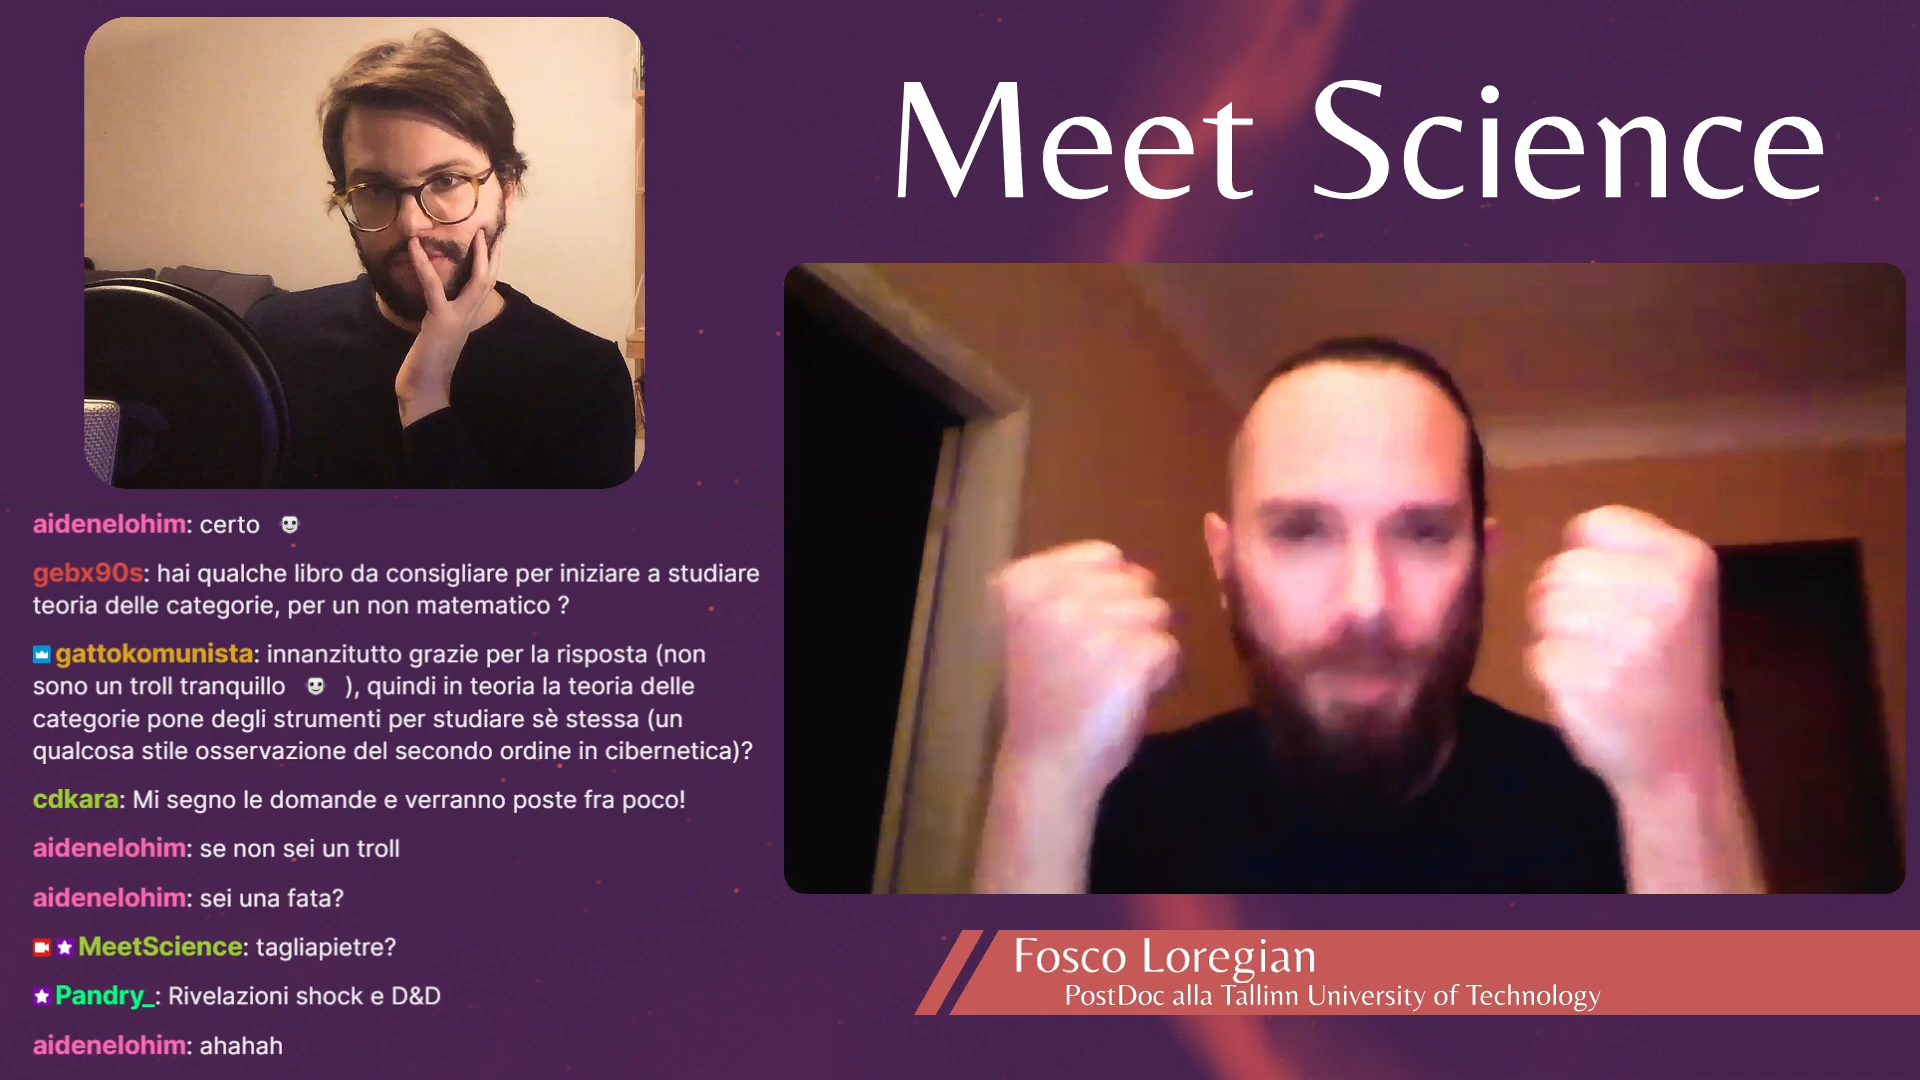 Meet Science
aidenelohim: certo
gebx90s: hai qualche libro da consigliare per iniziare a studiare
teoria delle categorie, per un non matematico ?
gattokomunista: innanzitutto grazie per la risposta (non
sono un troll tranquillo ), quindi in teoria la teoria delle
categorie pone degli strumenti per studiare sè stessa (un
qualcosa stile osservazione del secondo ordine in cibernetica)?
cdkara: Mi segno le domande e verranno poste fra poco!
aidenelohim: se non sei un troll
aidenelohim: sei una fata?
MeetScience: tagliapietre?
Pandry_: Rivelazioni shock e D&D
aidenelohim: ahahah
Fosco Loregian
PostDoc alla Tallinn University of Technology